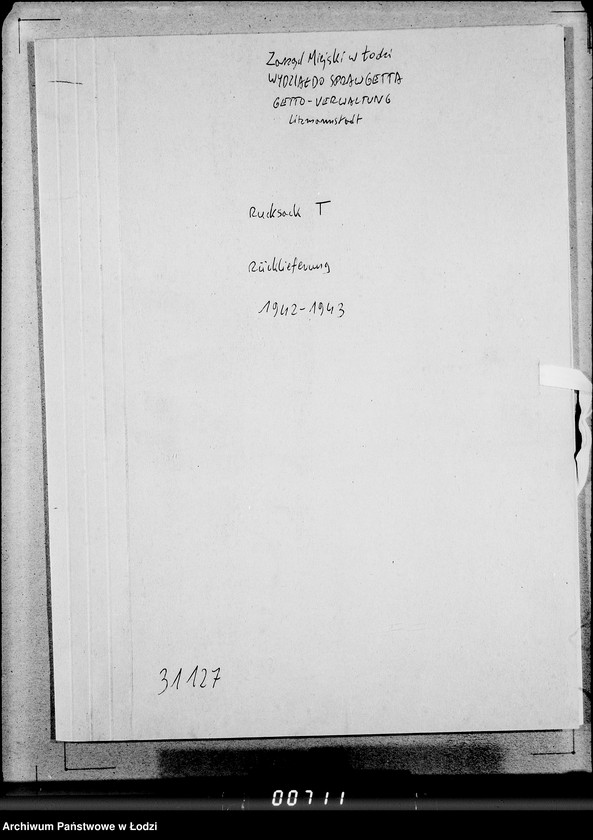 Zarząd Miejski w Łodzi
WYDZIAŁ DO SPRAW GETTA
GETTO-VERWALTUNG
Litzmannstadt
Rucksack T
Rücklieferung
1942-1943
31127
00711
Archiwum Państwowe w Łodzi